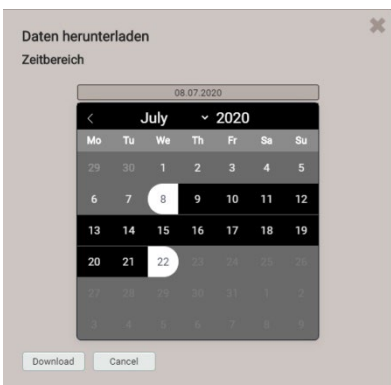 Daten herunterladen
Zeitbereich
08.07.2020
July 2020
Mo Tu We Th Fr Sa Su
29 30 1 2 3 4 5
6 7 8 9 10 11 12
13 14 15 16 17 18 19
20 21 22 23 24 25 26
27 28 29 30 31 1 2
3 4 5 6 7 8 9
Download Cancel